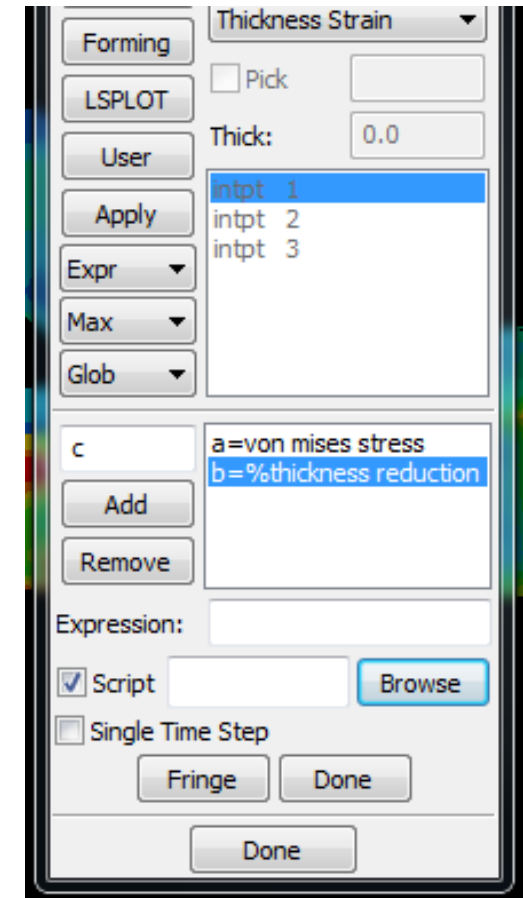 Thickness Strain
Forming
Pick
LSPLOT
Thick: 0.0
User
intpt 1
Apply
intpt 2
intpt 3
Expr
Max
Glob
c
a=von mises stress
b=%thickness reduction
Add
Remove
Expression:
Script
Browse
Single Time Step
Fringe
Done
Done